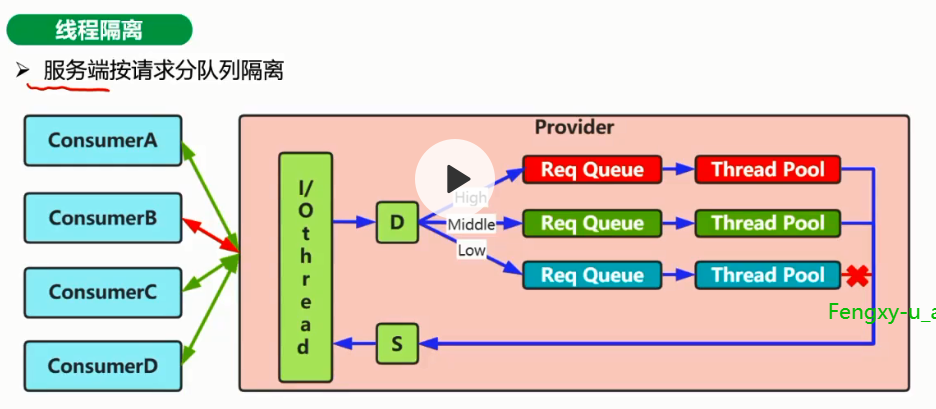 线程隔离
➢ 服务端按请求分队列隔离
Provider
ConsumerA
ConsumerB
ConsumerC
ConsumerD
I/Othread
D
High
Middle
Low
Req Queue
Thread Pool
Req Queue
Thread Pool
Req Queue
Thread Pool
S
Fengxy-u_a